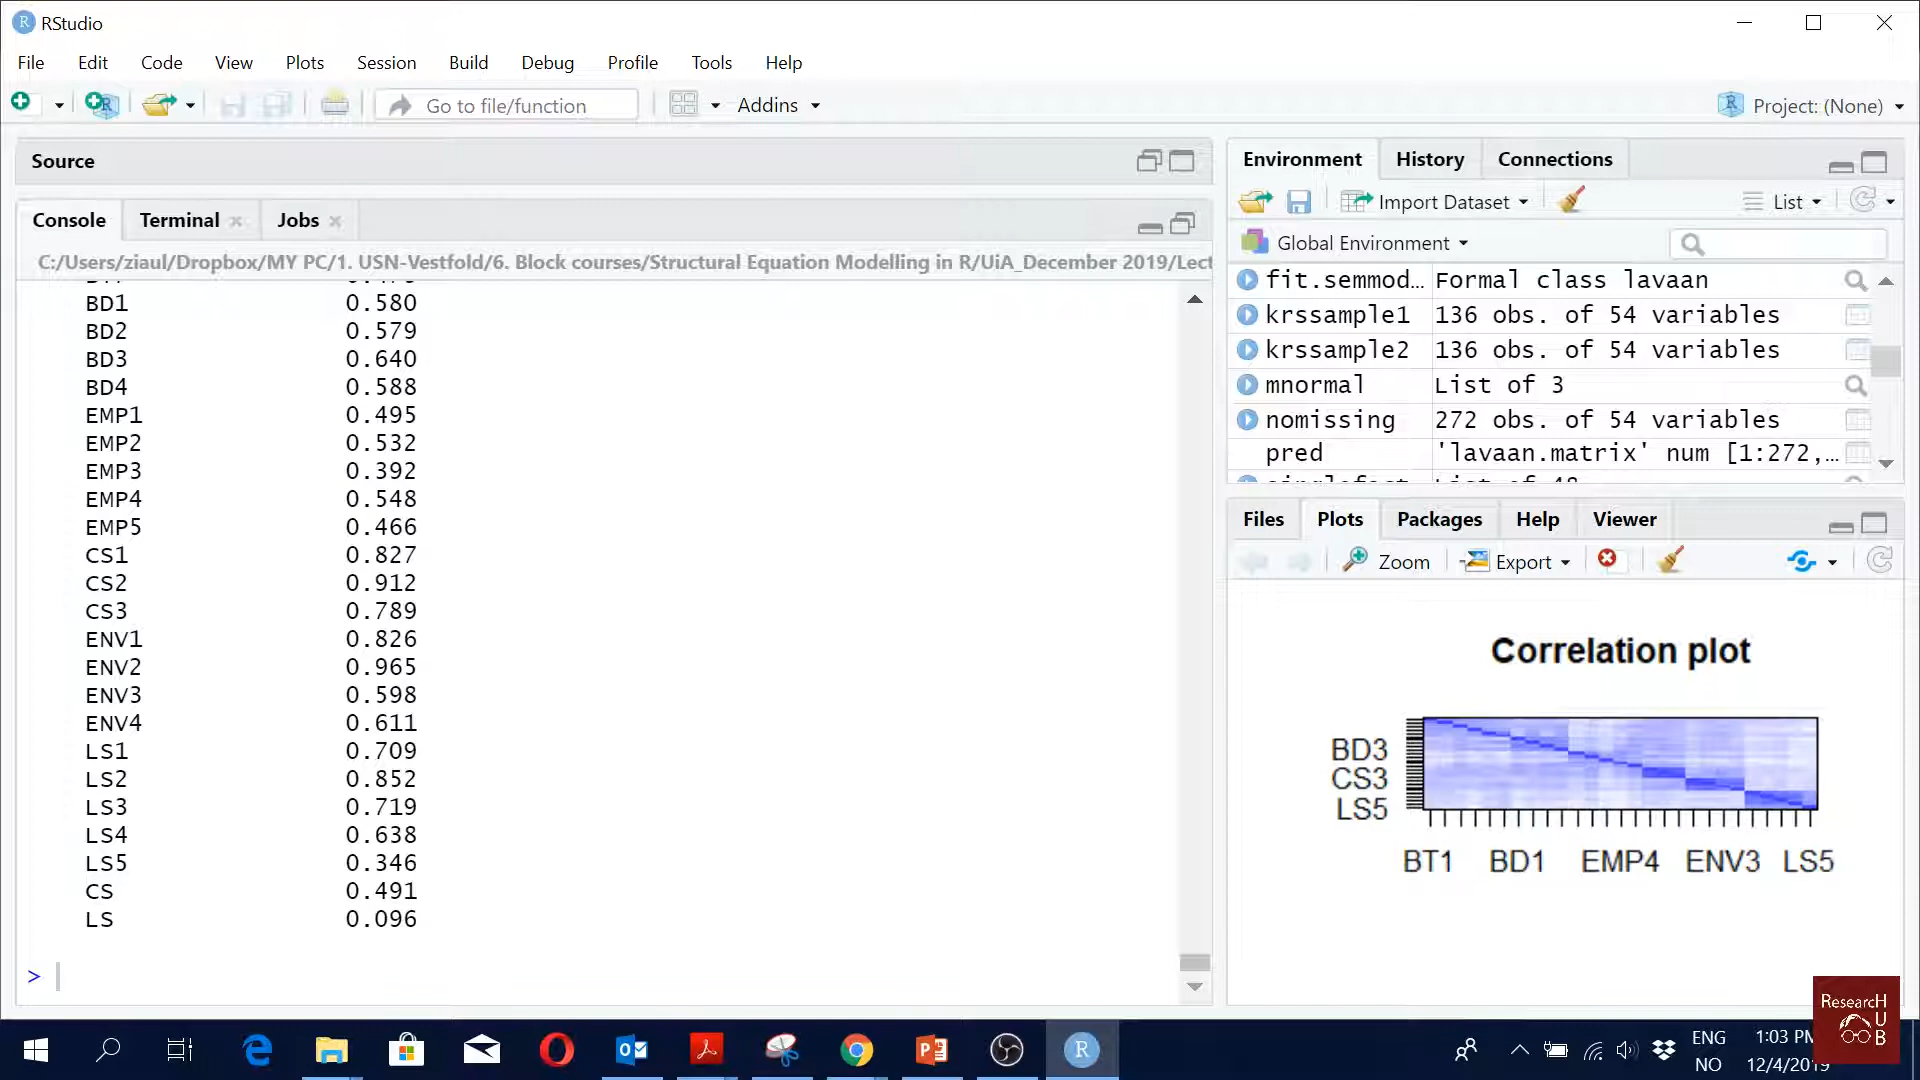 RStudio
File Edit Code View Plots Session Build Debug Profile Tools Help
Go to file/function Addins Project: (None)
Source
Console Terminal Jobs
C:/Users/ziaul/Dropbox/MY PC/1. USN-Vestfold/6. Block courses/Structural Equation Modelling in R/UiA_December 2019/Lect
BD1 0.580
BD2 0.579
BD3 0.640
BD4 0.588
EMP1 0.495
EMP2 0.532
EMP3 0.392
EMP4 0.548
EMP5 0.466
CS1 0.827
CS2 0.912
CS3 0.789
ENV1 0.826
ENV2 0.965
ENV3 0.598
ENV4 0.611
LS1 0.709
LS2 0.852
LS3 0.719
LS4 0.638
LS5 0.346
CS 0.491
LS 0.096
>
Environment History Connections
Import Dataset List
Global Environment
fit.semmod… Formal class lavaan
krssample1 136 obs. of 54 variables
krssample2 136 obs. of 54 variables
mnormal List of 3
nomissing 272 obs. of 54 variables
pred 'lavaan.matrix' num [1:272,…
Files Plots Packages Help Viewer
Zoom Export
Correlation plot
BD3
CS3
LS5
BT1 BD1 EMP4 ENV3 LS5
ResearcH
U
B
ENG
NO
1:03 PM
12/4/2019